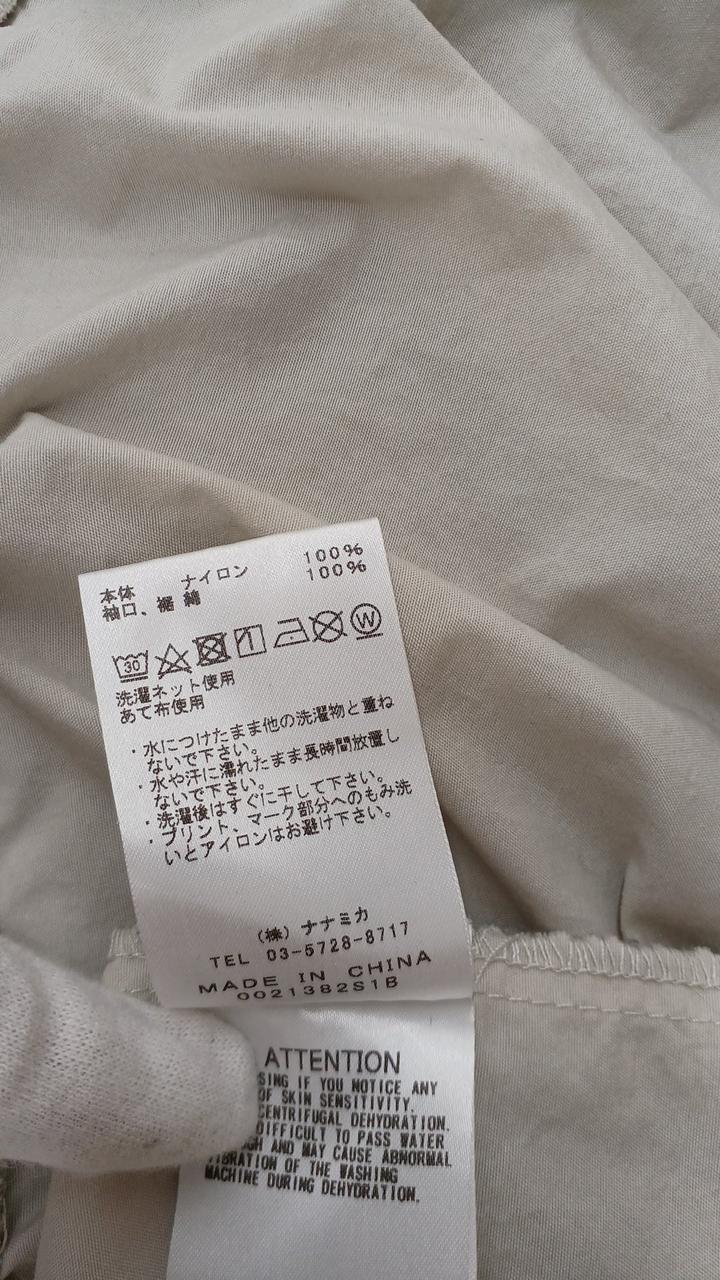 本体 ナイロン 100%
袖口、裾 綿 100%
30 W
洗濯ネット使用
あて布使用
・水につけたまま他の洗濯物と重ね
ないで下さい。
・水や汗に濡れたまま長時間放置し
ないで下さい。
・洗濯後はすぐに干して下さい。
・プリント、マーク部分へのもみ洗
いとアイロンはお避け下さい。
(株) ナナミカ
TEL 03-5728-8717
MADE IN CHINA
0021382S1B
ATTENTION
IF YOU NOTICE ANY
OF SKIN SENSITIVITY.
CENTRIFUGAL DEHYDRATION.
DIFFICULT TO PASS WATER
AND MAY CAUSE ABNORMAL
VIBRATION OF THE WASHING
MACHINE DURING DEHYDRATION.